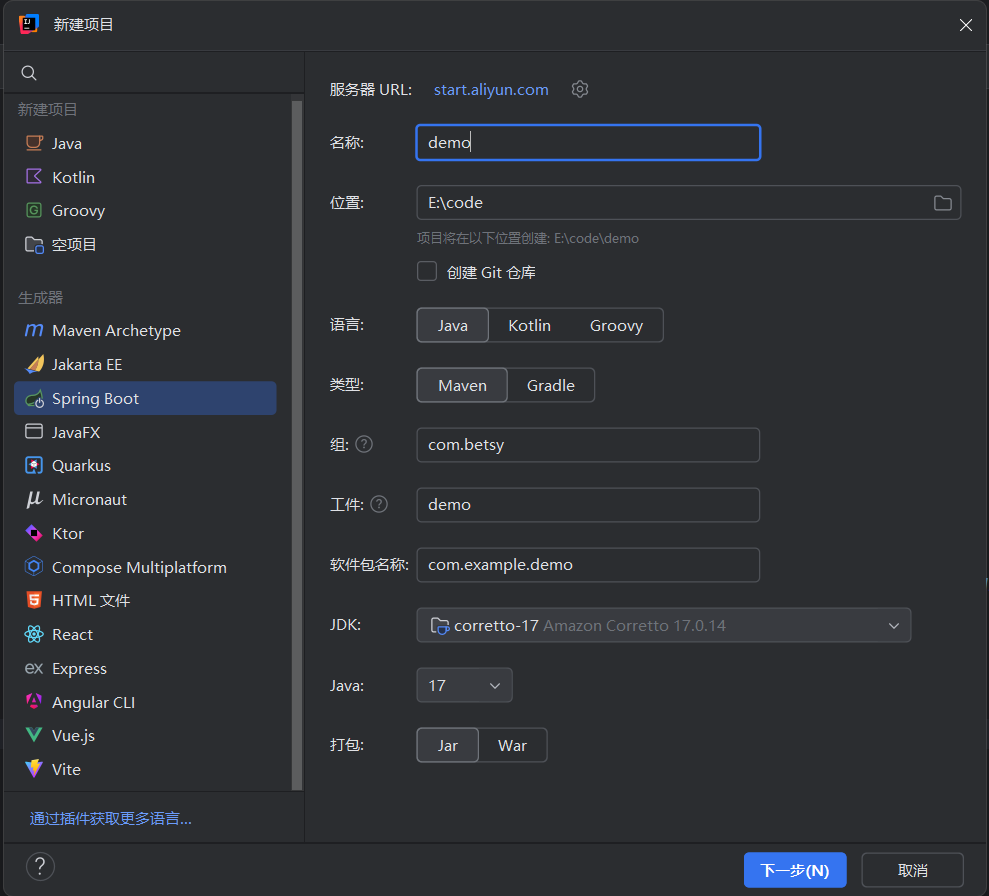 新建项目
新建项目
Java
Kotlin
Groovy
空项目
生成器
Maven Archetype
Jakarta EE
Spring Boot
JavaFX
Quarkus
Micronaut
Ktor
Compose Multiplatform
HTML 文件
React
Express
Angular CLI
Vue.js
Vite
通过插件获取更多语言...
服务器 URL: start.aliyun.com
名称: demo
位置: E:\code
项目将在以下位置创建: E:\code\demo
创建 Git 仓库
语言: Java Kotlin Groovy
类型: Maven Gradle
组: com.betsy
工件: demo
软件包名称: com.example.demo
JDK: corretto-17 Amazon Corretto 17.0.14
Java: 17
打包: Jar War
? 下一步(N) 取消